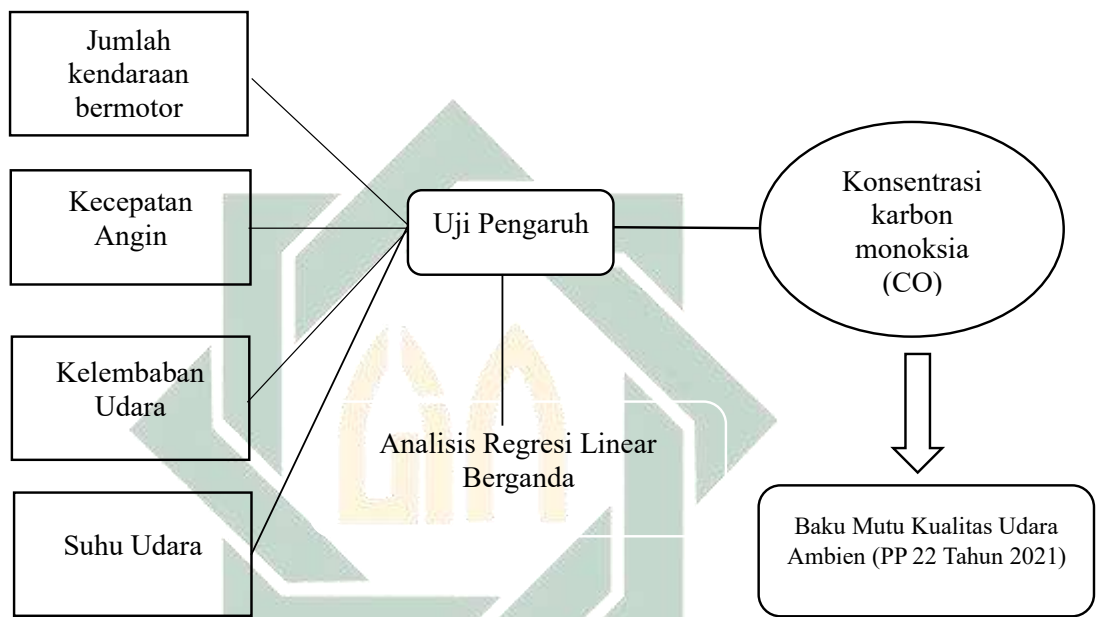 Jumlah
kendaraan
bermotor
Kecepatan
Angin
Kelembaban
Udara
Suhu Udara
Uji Pengaruh
Analisis Regresi Linear
Berganda
Konsentrasi
karbon
monoksia
(CO)
Baku Mutu Kualitas Udara
Ambien (PP 22 Tahun 2021)